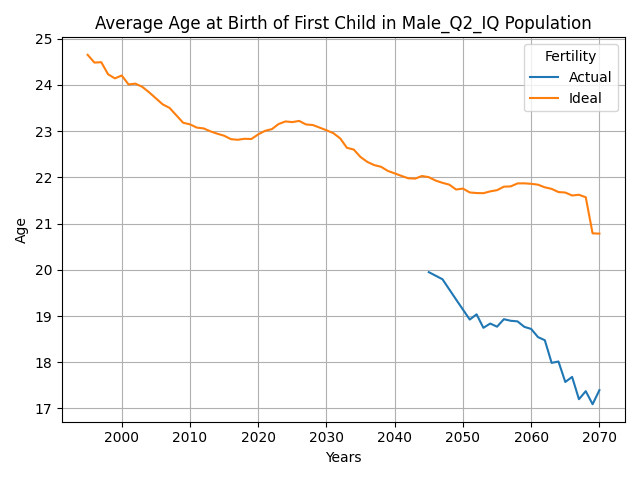 Average Age at Birth of First Child in Male_Q2_IQ Population
25
24
23
22
21
20
19
18
17
Age
Fertility
Actual
Ideal
2000 2010 2020 2030 2040 2050 2060 2070
Years